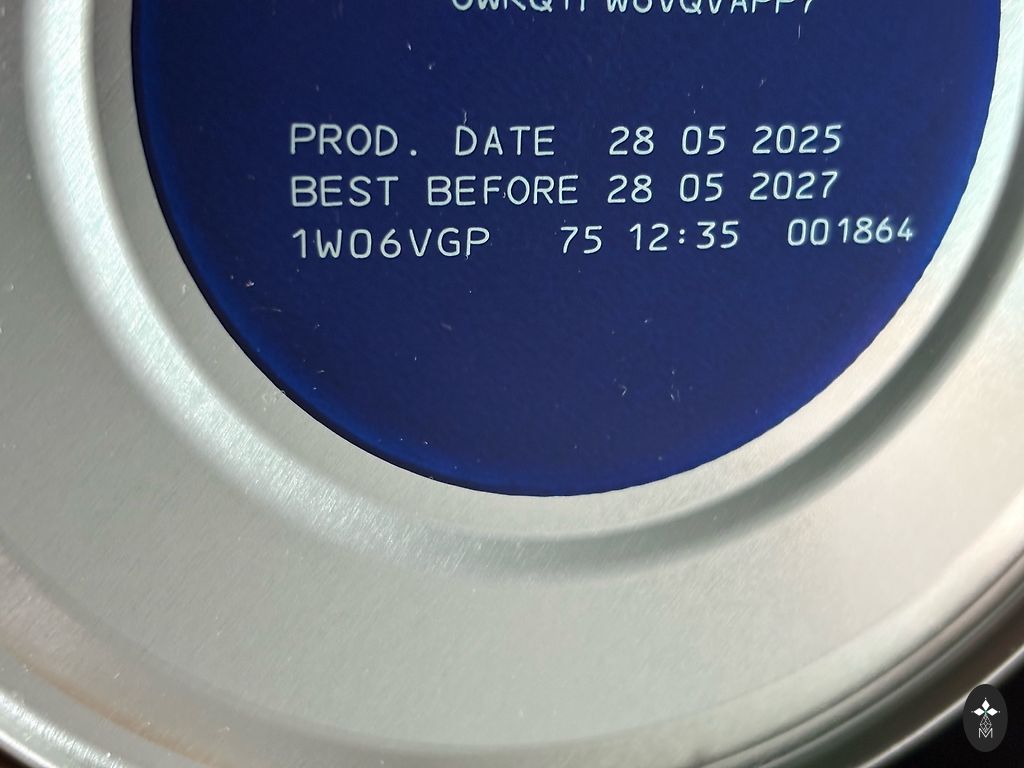 PROD. DATE 28 05 2025
BEST BEFORE 28 05 2027
1W06VGP 75 12:35 001864